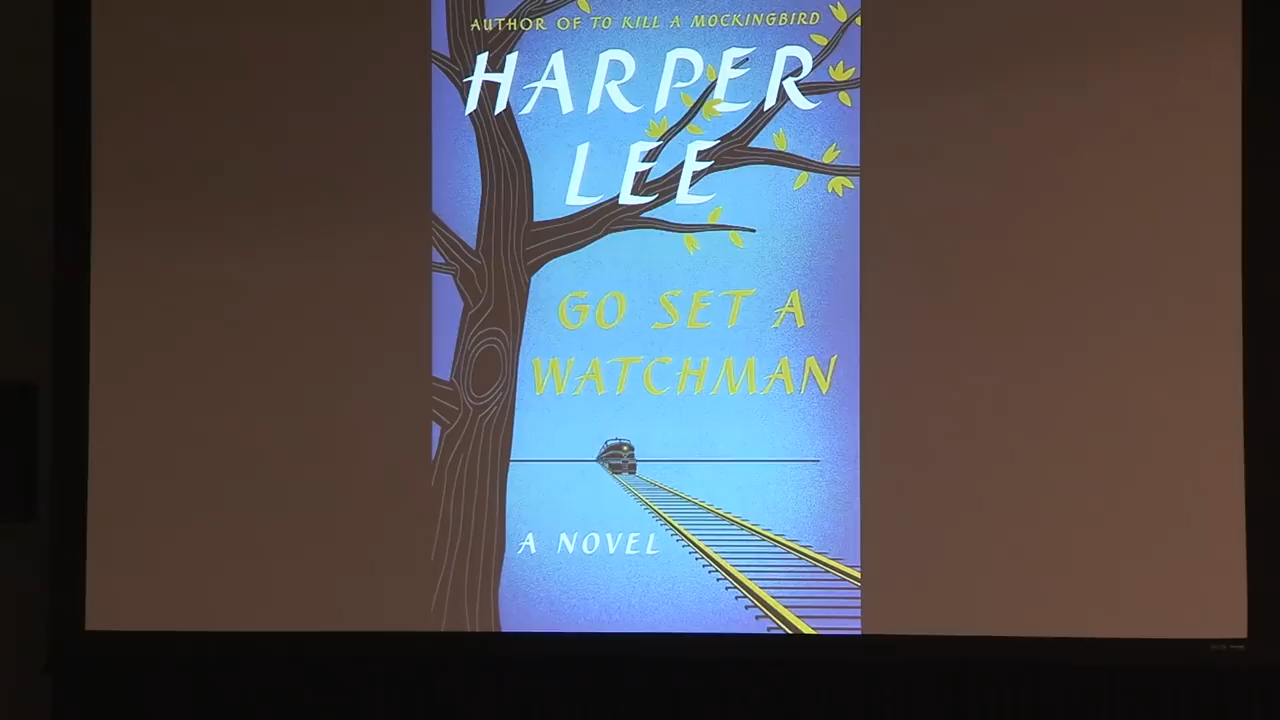 AUTHOR OF TO KILL A MOCKINGBIRD
HARPER
LEE
GO SET A
WATCHMAN
A NOVEL